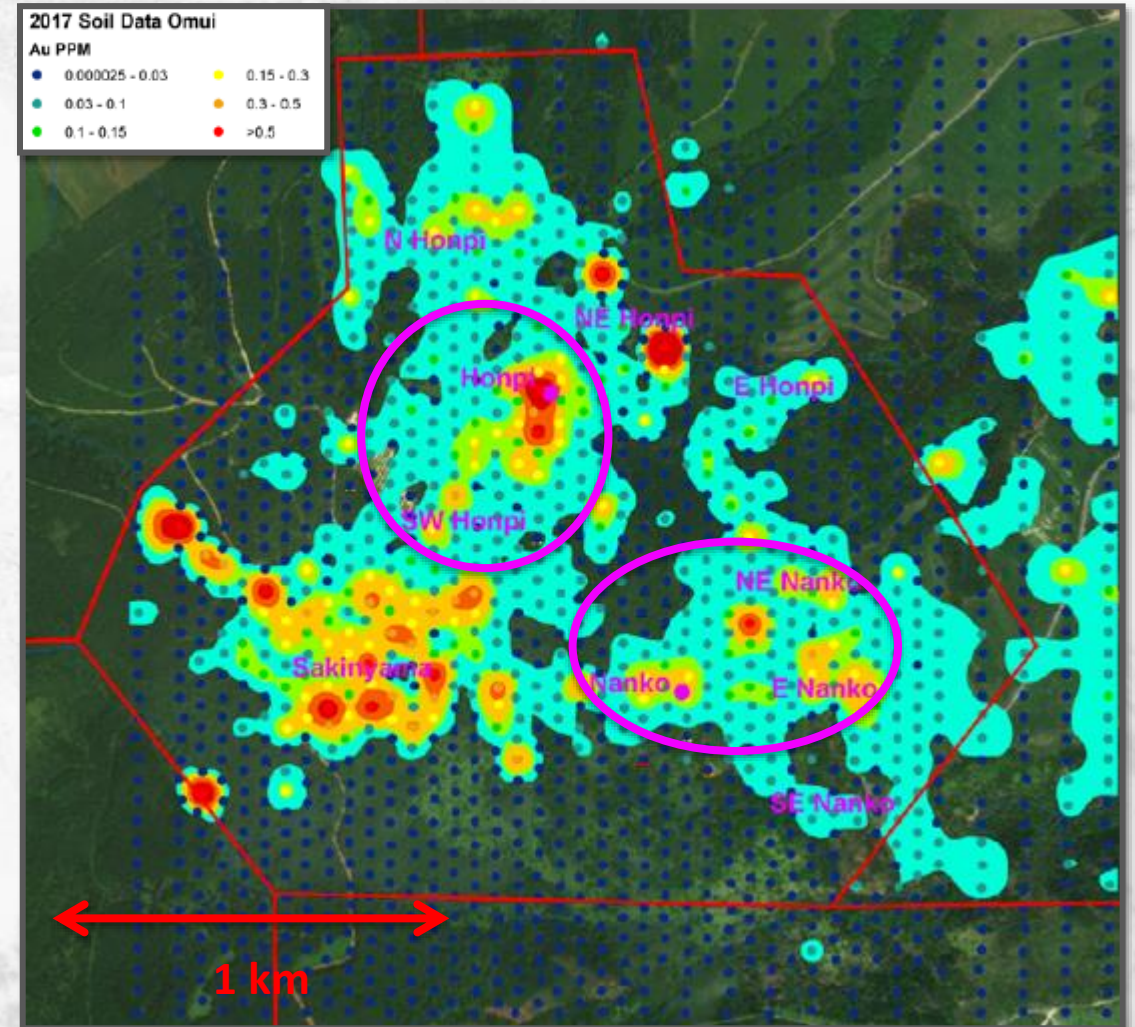 2017 Soil Data Omui
Au PPM
0.000025 - 0.03
0.15 - 0.3
0.03 - 0.1
0.3 - 0.5
0.1 - 0.15
>0.5
N Honpi
NE Honpi
Honpi
E Honpi
SW Honpi
NE Nanko
Sakinyama
Nanko
E Nanko
SE Nanko
1 km